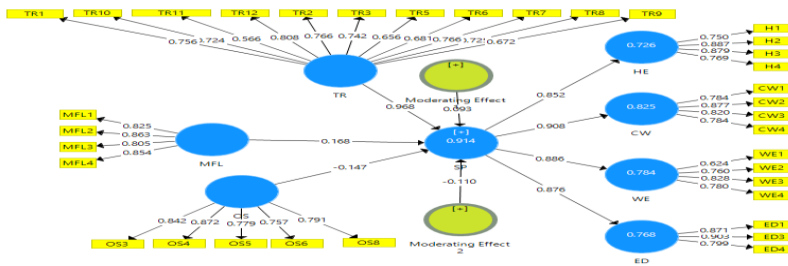 TR1
TR10
TR11
TR12
TR2
TR3
TR5
TR6
TR7
TR8
TR9
0.756
0.724
0.566
0.808
0.766
0.742
0.656
0.681
0.766
0.672
TR
[+]
Moderating Effect
0.093
0.968
MFL1
MFL2
MFL3
MFL4
0.825
0.863
0.805
0.854
MFL
0.168
[+]
0.914
SP
-0.147
-0.110
0.842
0.872
0.779
0.757
0.791
OS3
OS4
OS5
OS6
OS8
[+]
Moderating Effect
2
0.852
0.908
0.886
0.876
0.726
HE
0.750
0.887
0.879
0.769
H1
H2
H3
H4
0.825
CW
0.784
0.877
0.820
0.784
CW1
CW2
CW3
CW4
0.784
WE
0.624
0.760
0.828
0.780
WE1
WE2
WE3
WE4
0.768
ED
0.871
0.903
0.799
ED1
ED3
ED4